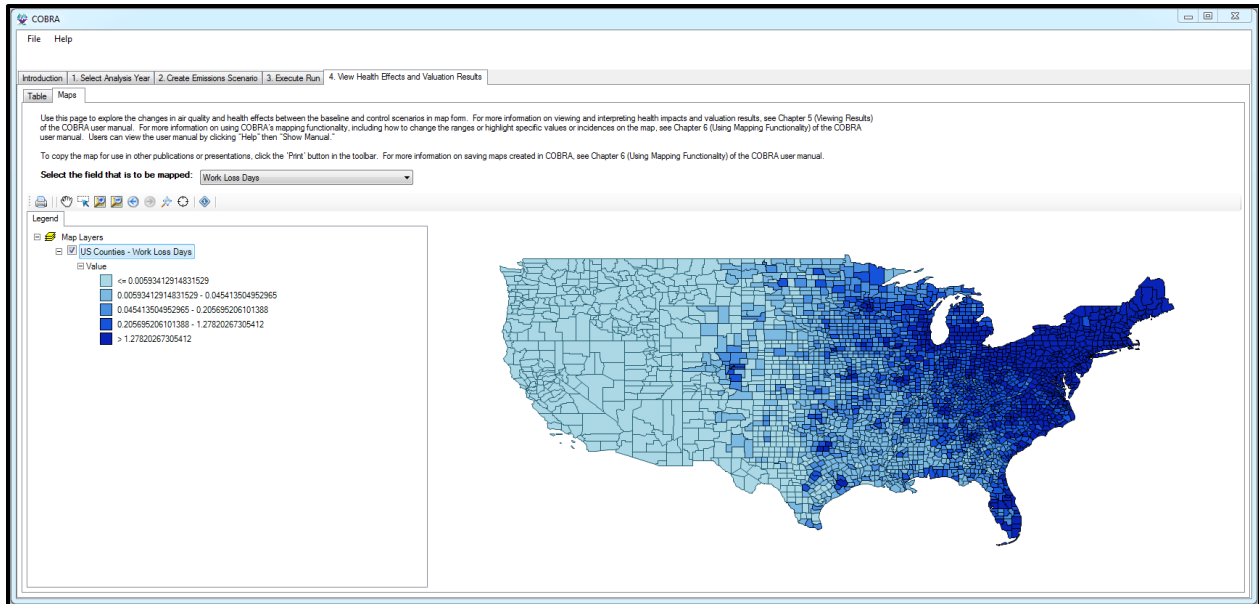 COBRA
File Help
Introduction 1. Select Analysis Year 2. Create Emissions Scenario 3. Execute Run 4. View Health Effects and Valuation Results
Table Maps
Use this page to explore the changes in air quality and health effects between the baseline and control scenarios in map form. For more information on viewing and interpreting health impacts and valuation results, see Chapter 5 (Viewing Results)
of the COBRA user manual. For more information on using COBRA's mapping functionality, including how to change the ranges or highlight specific values or incidences on the map, see Chapter 6 (Using Mapping Functionality) of the COBRA
user manual. Users can view the user manual by clicking "Help" then "Show Manual."
To copy the map for use in other publications or presentations, click the 'Print' button in the toolbar. For more information on saving maps created in COBRA, see Chapter 6 (Using Mapping Functionality) of the COBRA user manual.
Select the field that is to be mapped: Work Loss Days
Legend
Map Layers
US Counties - Work Loss Days
Value
<= 0.00593412914831529
0.00593412914831529 - 0.045413504952965
0.045413504952965 - 0.205695206101388
0.205695206101388 - 1.27820267305412
> 1.27820267305412